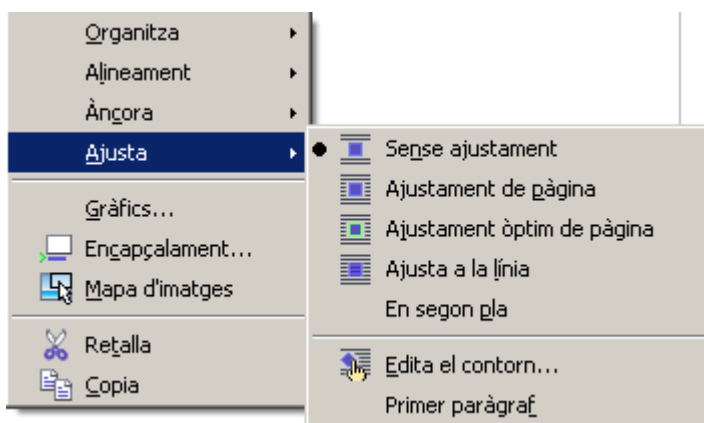 Organitza
Alineament
Àncora
Ajusta
Gràfics...
Encapçalament...
Mapa d'imatges
Retalla
Copia
Sense ajustament
Ajustament de pàgina
Ajustament òptim de pàgina
Ajusta a la línia
En segon pla
Edita el contorn...
Primer paràgraf